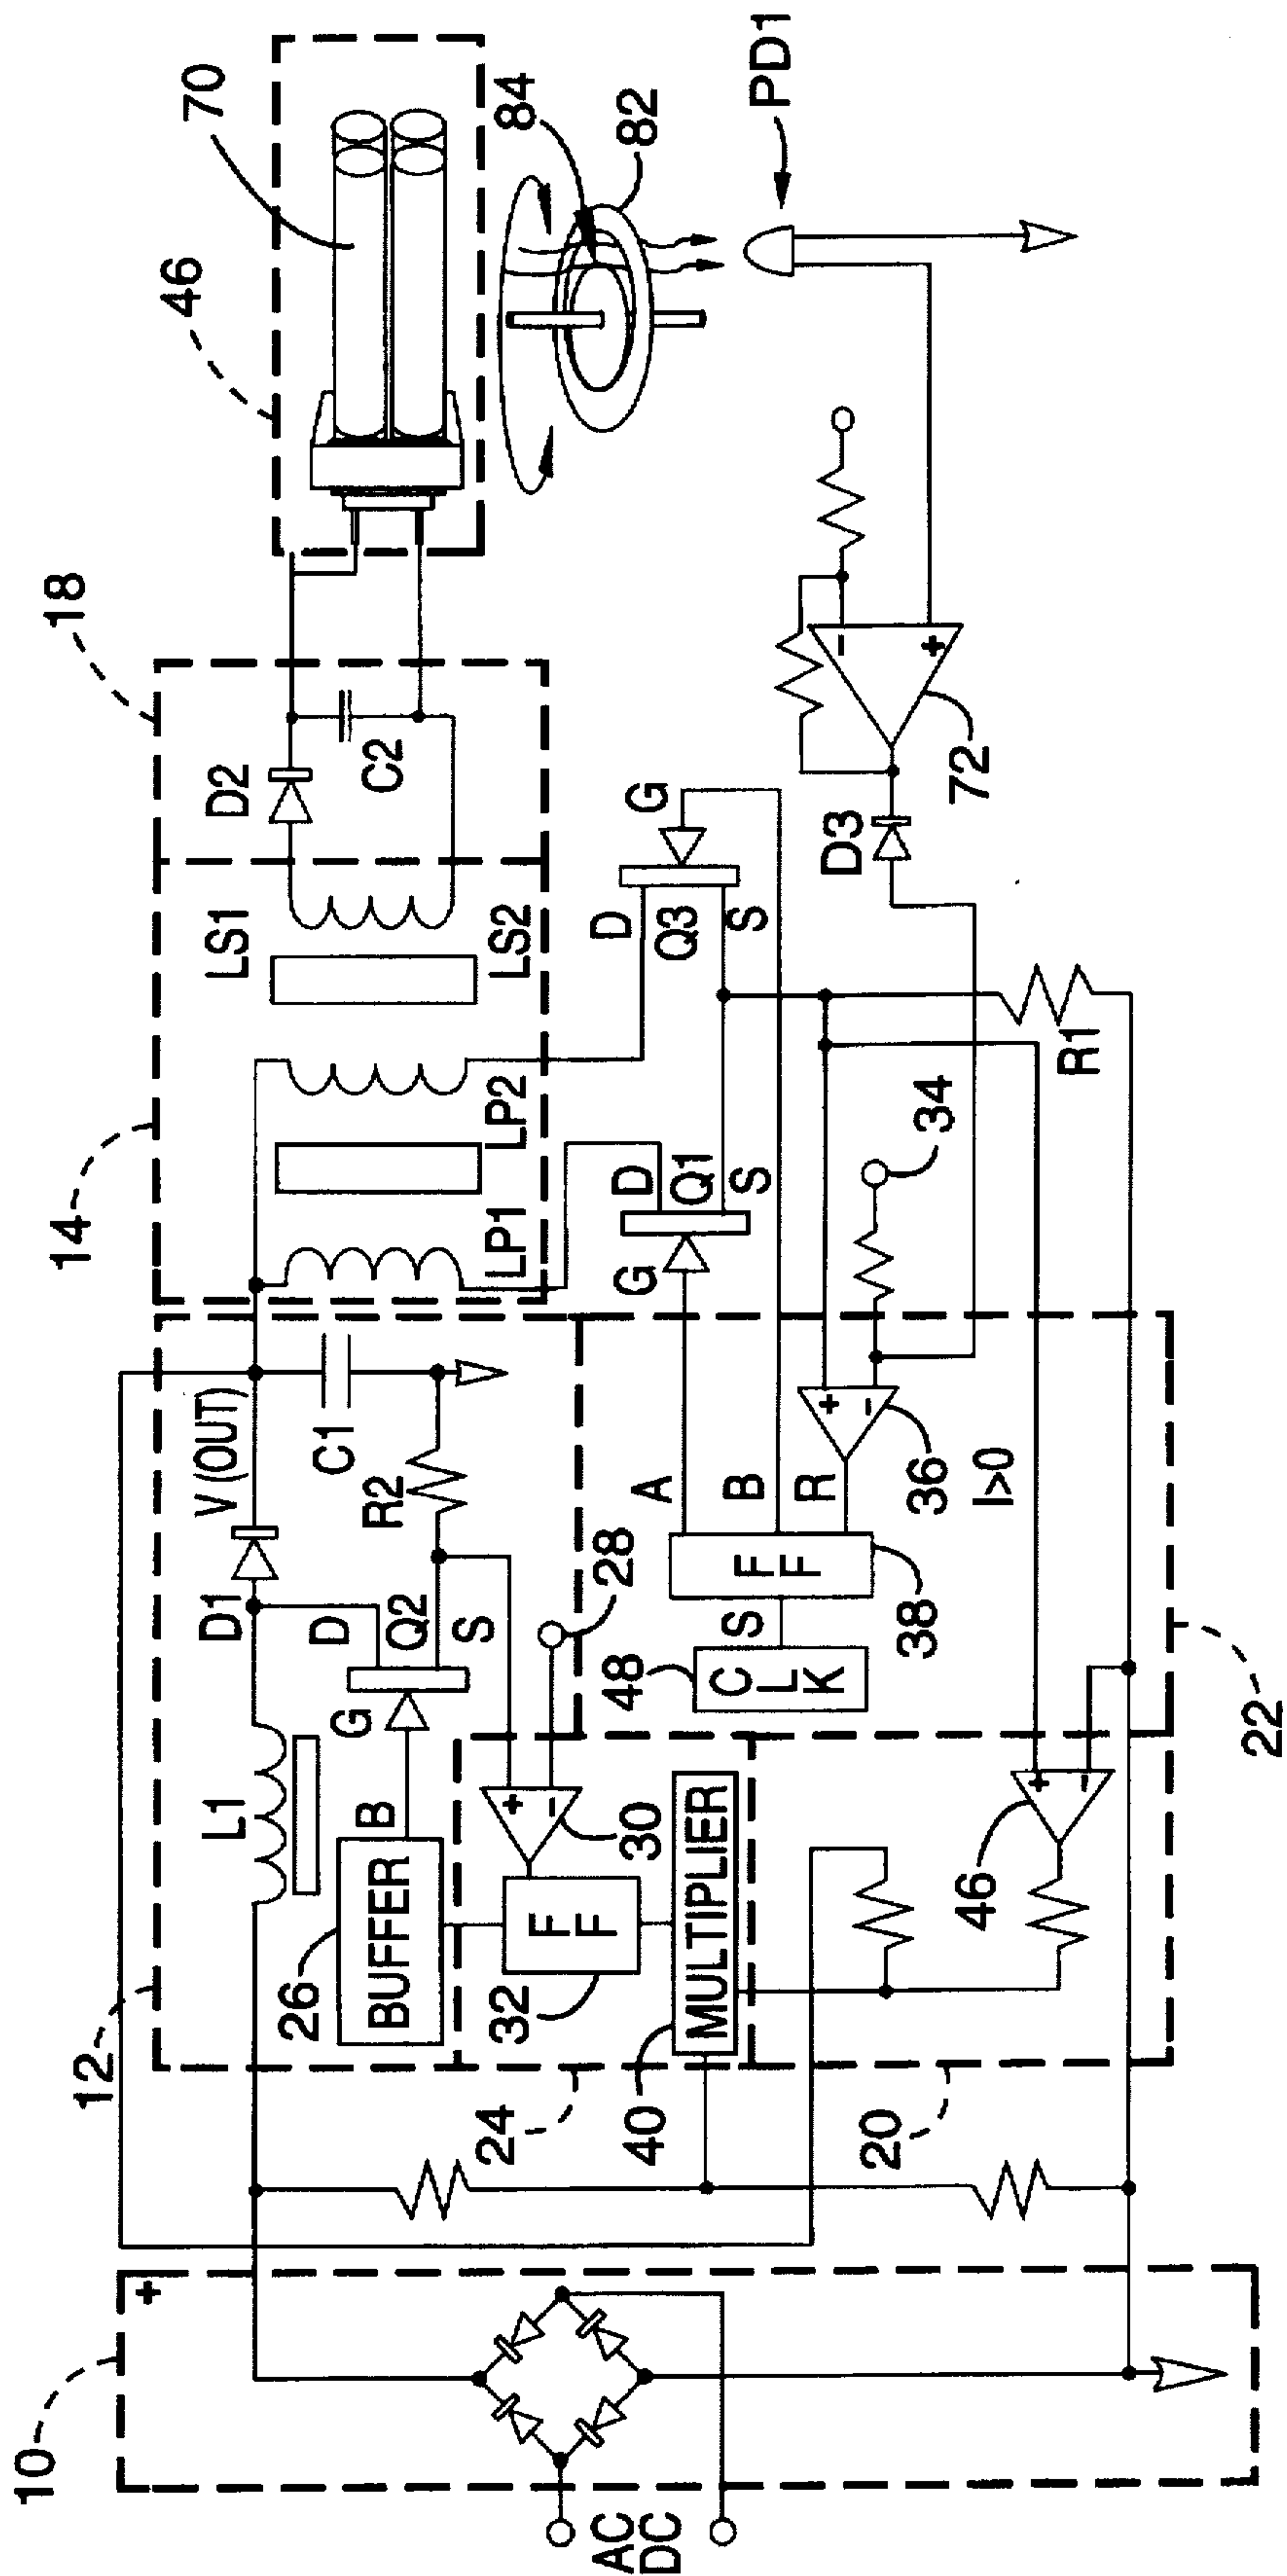 10
+
AC
DC
12
L1
D1
V (OUT)
C1
R2
D
Q2
S
G
B
BUFFER
26
28
+
-
30
FF
32
24
MULTIPLIER
40
20
14
LP1
LP2
LS1
LS2
18
D2
C2
46
70
84
82
PD1
D
Q1
S
G
D
Q3
S
G
A
B
R
S
FF
38
CLK
48
+
-
36
34
I>0
R1
D3
72
-
+
+
-
46
22